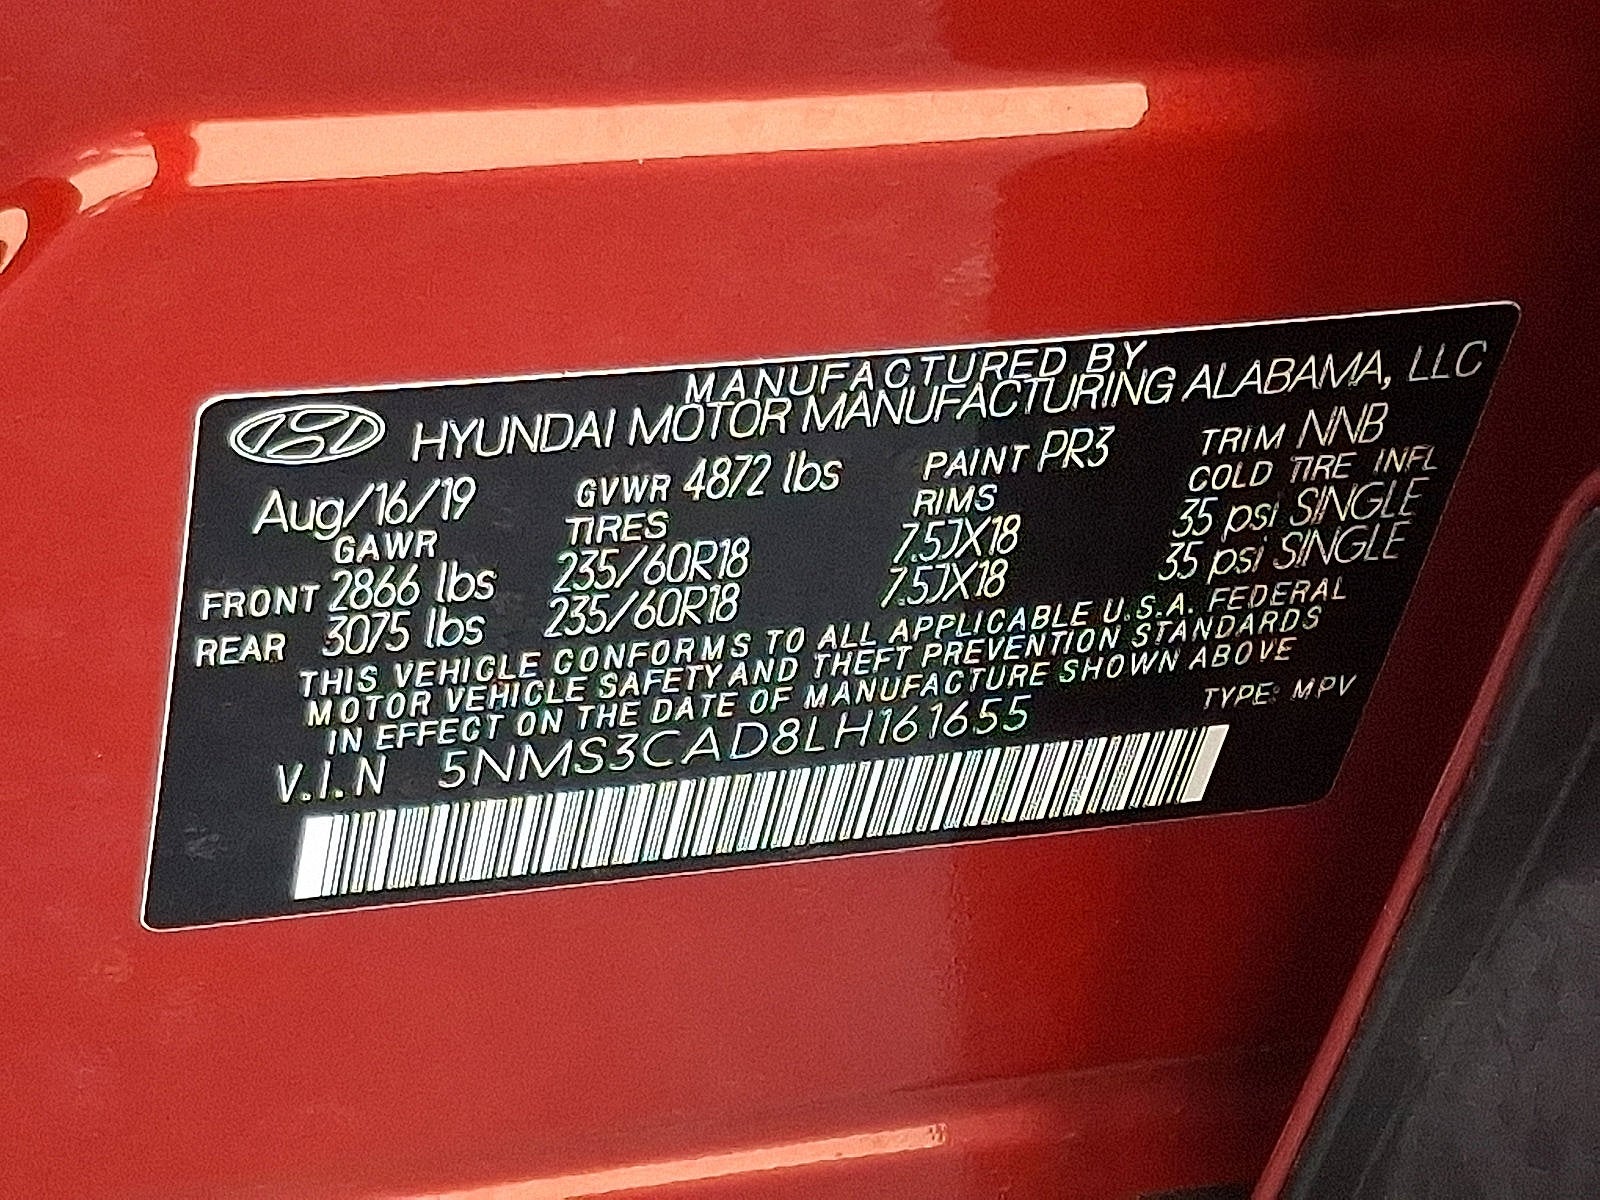 MANUFACTURED BY
HYUNDAI MOTOR MANUFACTURING ALABAMA, LLC
Aug/16/19 GVWR 4872 lbs PAINT PR3 TRIM NNB
GAWR TIRES RIMS COLD TIRE INFL
FRONT 2866 lbs 235/60R18 7.5JX18 35 psi SINGLE
REAR 3075 lbs 235/60R18 7.5JX18 35 psi SINGLE
THIS VEHICLE CONFORMS TO ALL APPLICABLE U.S.A. FEDERAL
MOTOR VEHICLE SAFETY AND THEFT PREVENTION STANDARDS
IN EFFECT ON THE DATE OF MANUFACTURE SHOWN ABOVE
V.I.N 5NMS3CAD8LH161655 TYPE: MPV